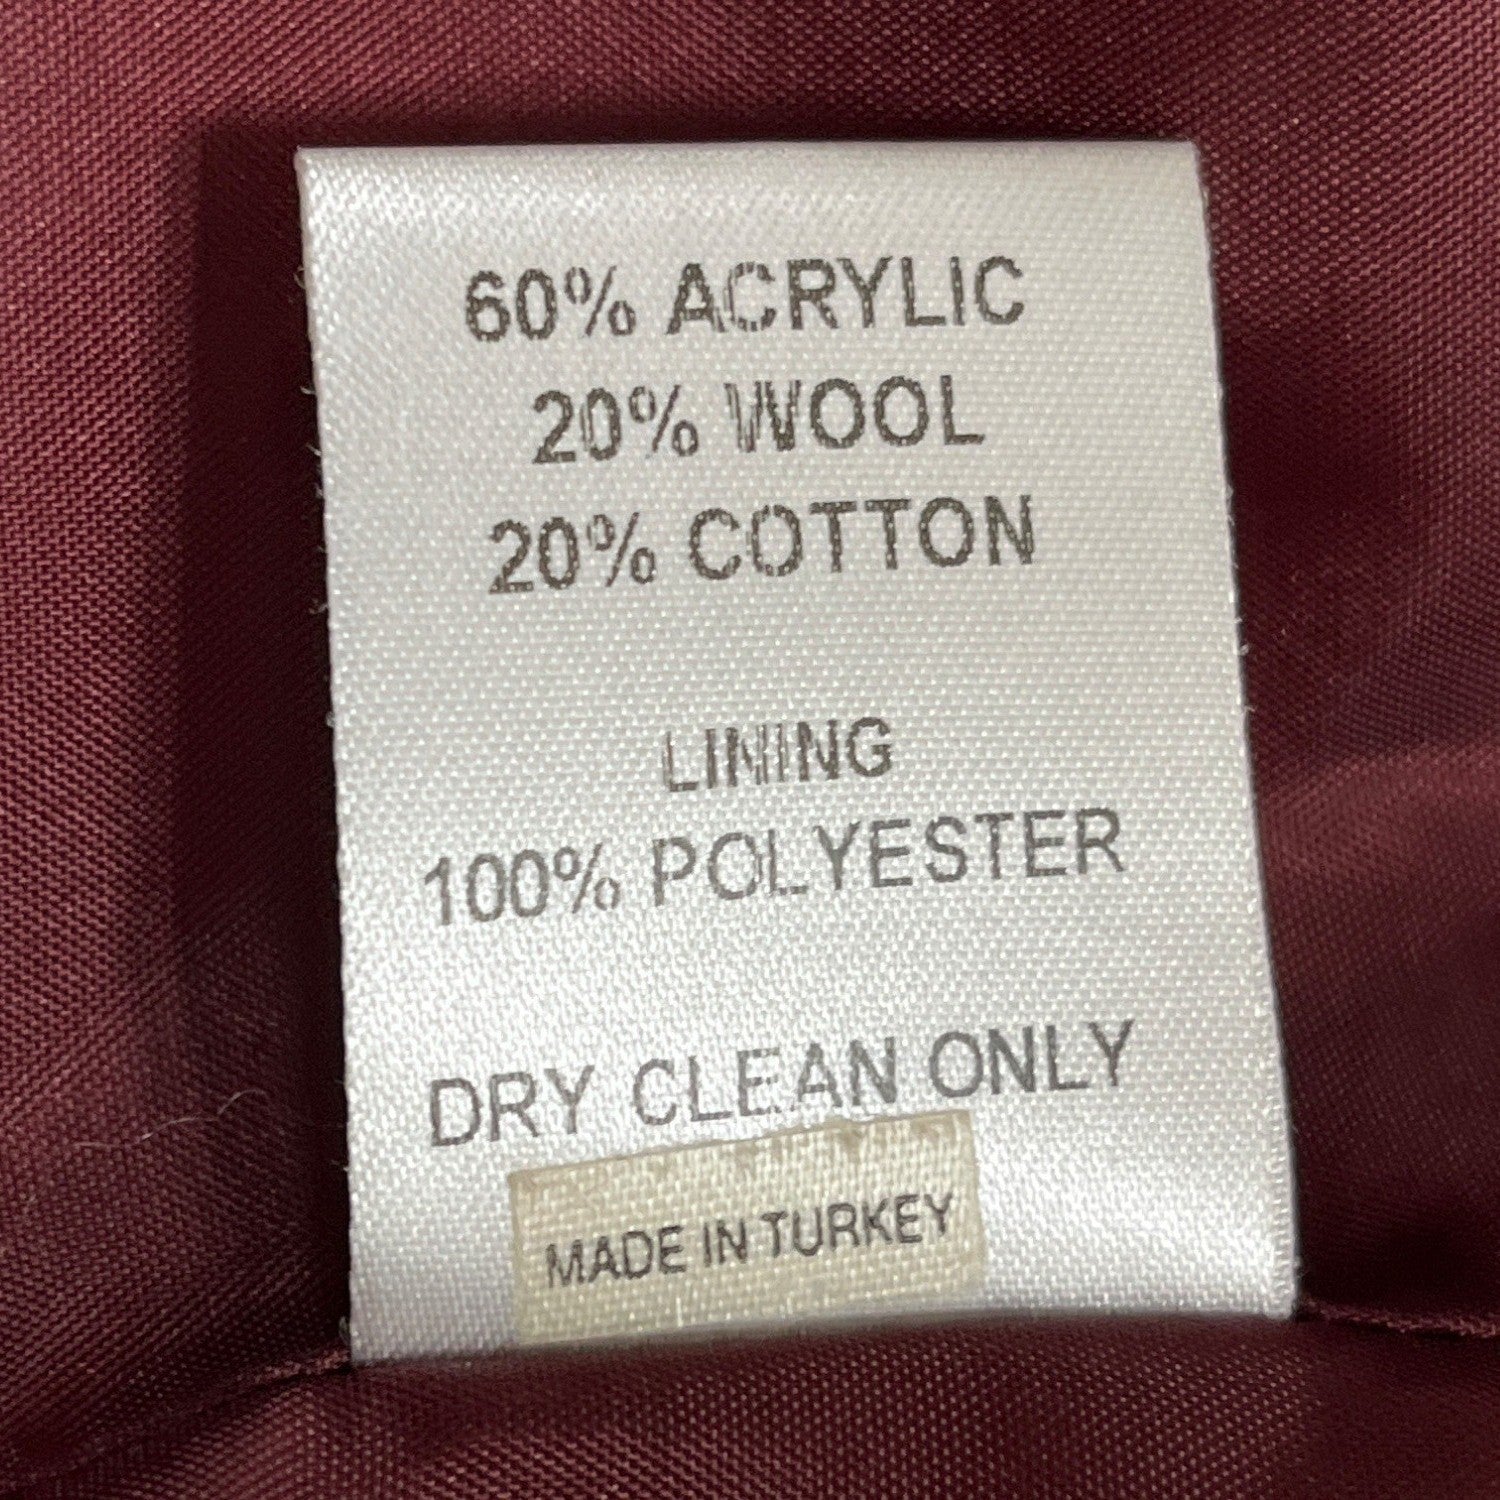 60% ACRYLIC
20% WOOL
20% COTTON
LINING
100% POLYESTER
DRY CLEAN ONLY
MADE IN TURKEY